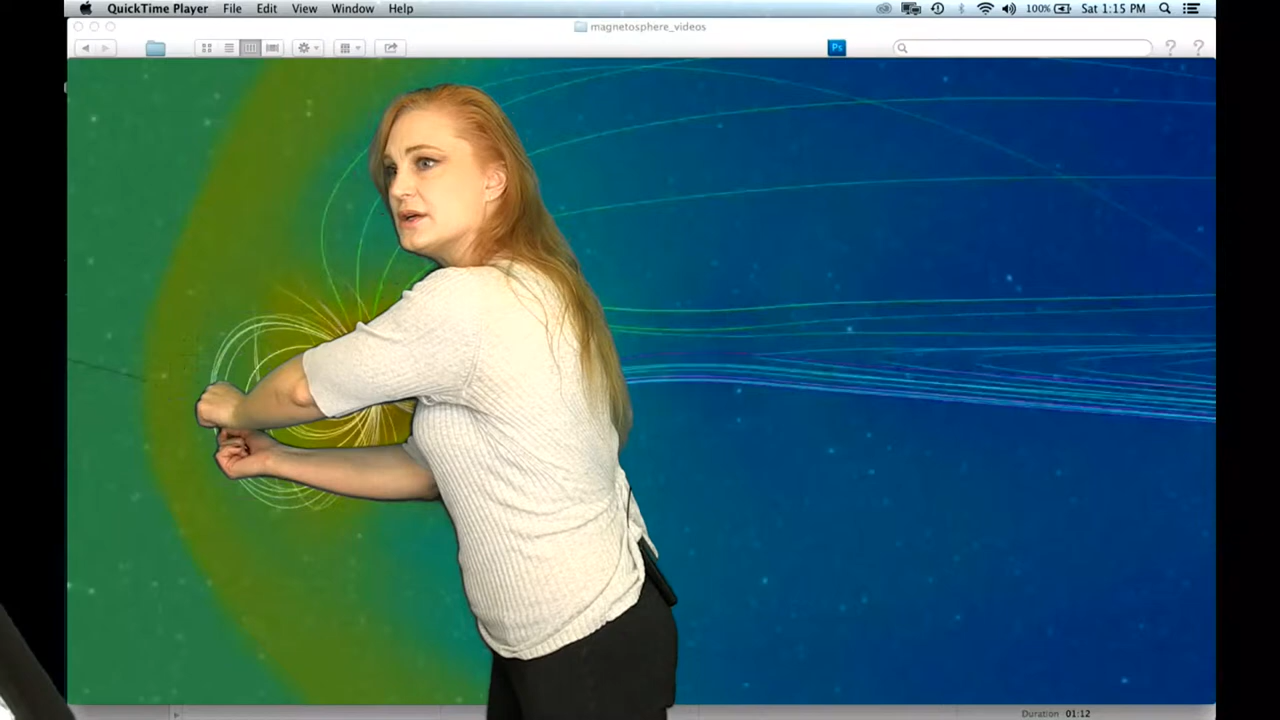 QuickTime Player File Edit View Window Help 100% Sat 1:15 PM
magnetosphere_videos
Ps ? ?
Duration 01:12